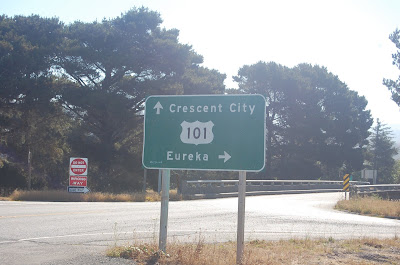 Crescent City
101
Eureka
DO NOT
ENTER
WRONG
WAY